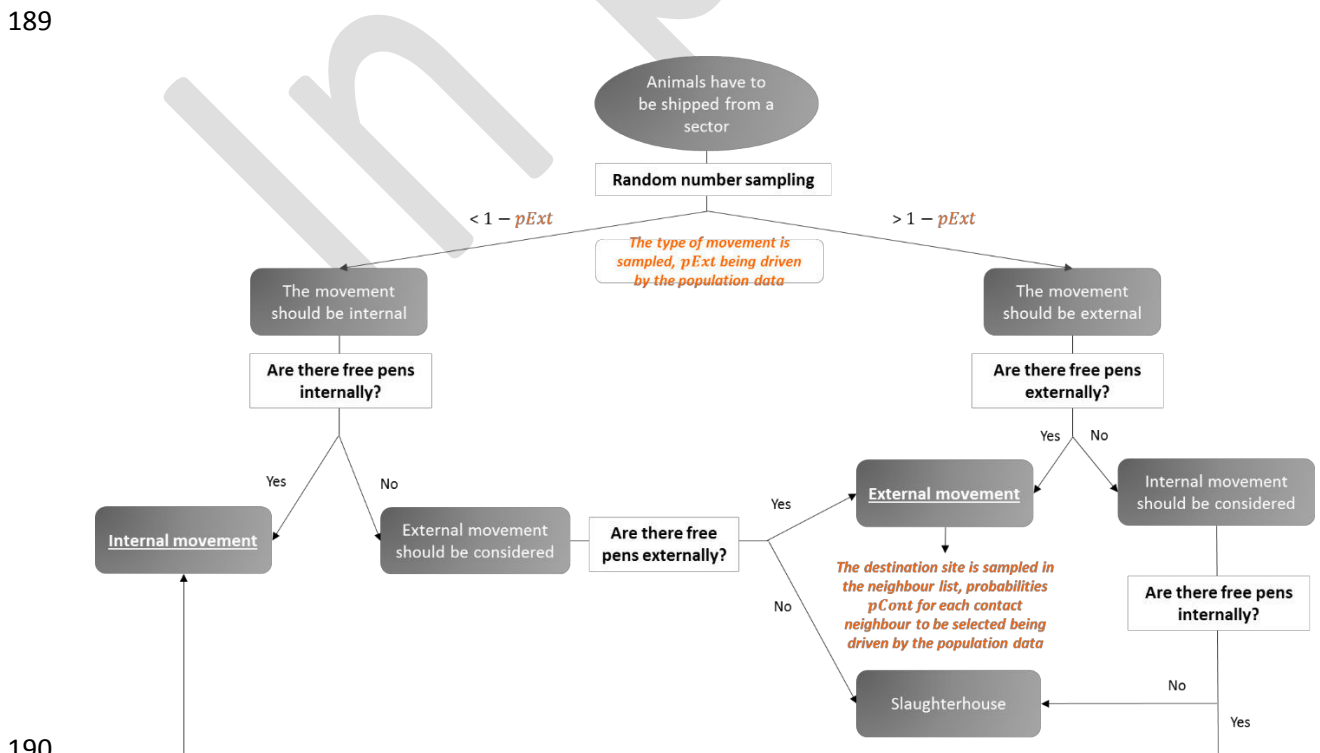 189
In P
Animals have to
be shipped from a
sector
Random number sampling
< 1 − pExt
> 1 − pExt
The type of movement is
sampled, pExt being driven
by the population data
The movement
should be internal
The movement
should be external
Are there free pens
internally?
Are there free pens
externally?
Yes
No
Yes
No
Internal movement
External movement
should be considered
Are there free
pens externally?
Yes
No
External movement
Internal movement
should be considered
The destination site is sampled in
the neighbour list, probabilities
pCont for each contact
neighbour to be selected being
driven by the population data
Are there free pens
internally?
Slaughterhouse
No
Yes
190